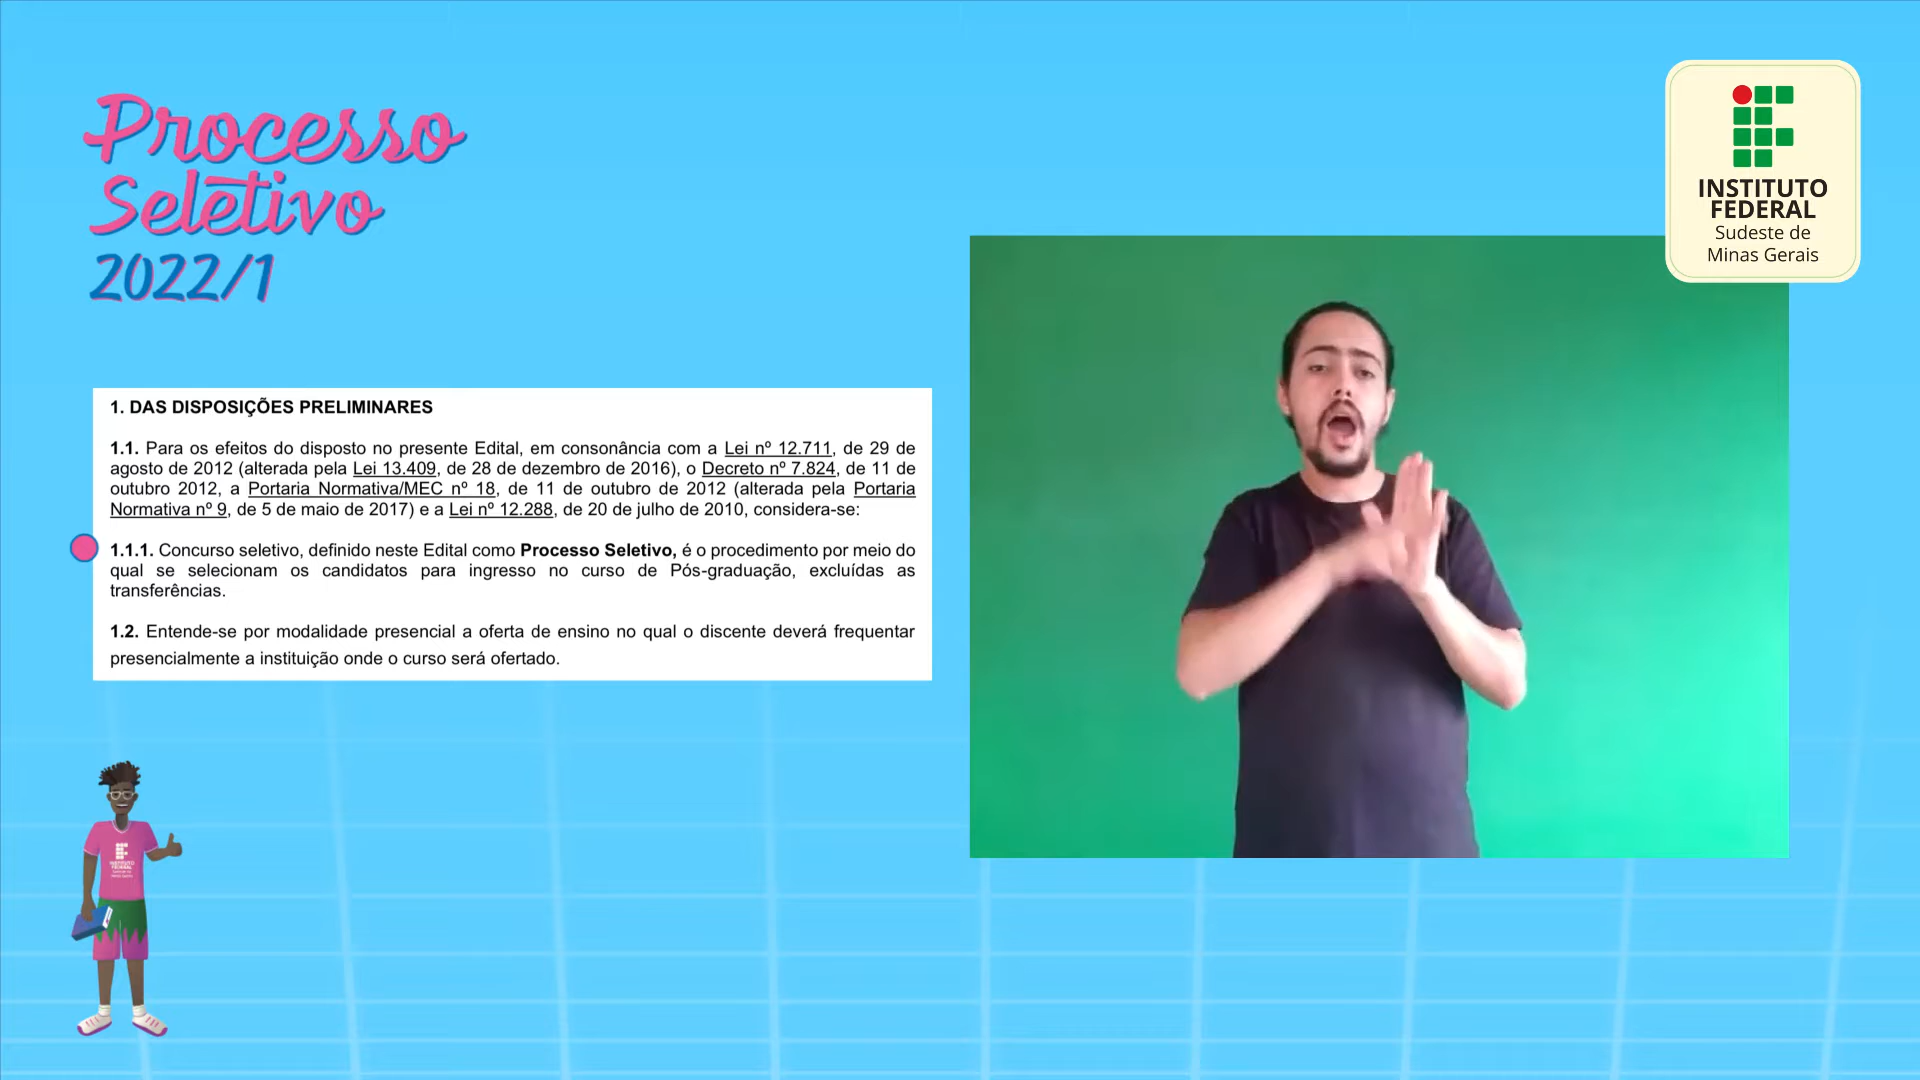 Processo
Seletivo
2022/1
INSTITUTO
FEDERAL
Sudeste de
Minas Gerais
1. DAS DISPOSIÇÕES PRELIMINARES
1.1. Para os efeitos do disposto no presente Edital, em consonância com a Lei nº 12.711, de 29 de
agosto de 2012 (alterada pela Lei 13.409, de 28 de dezembro de 2016), o Decreto nº 7.824, de 11 de
outubro 2012, a Portaria Normativa/MEC nº 18, de 11 de outubro de 2012 (alterada pela Portaria
Normativa nº 9, de 5 de maio de 2017) e a Lei nº 12.288, de 20 de julho de 2010, considera-se:
1.1.1. Concurso seletivo, definido neste Edital como Processo Seletivo, é o procedimento por meio do
qual se selecionam os candidatos para ingresso no curso de Pós-graduação, excluídas as
transferências.
1.2. Entende-se por modalidade presencial a oferta de ensino no qual o discente deverá frequentar
presencialmente a instituição onde o curso será ofertado.
INSTITUTO
FEDERAL